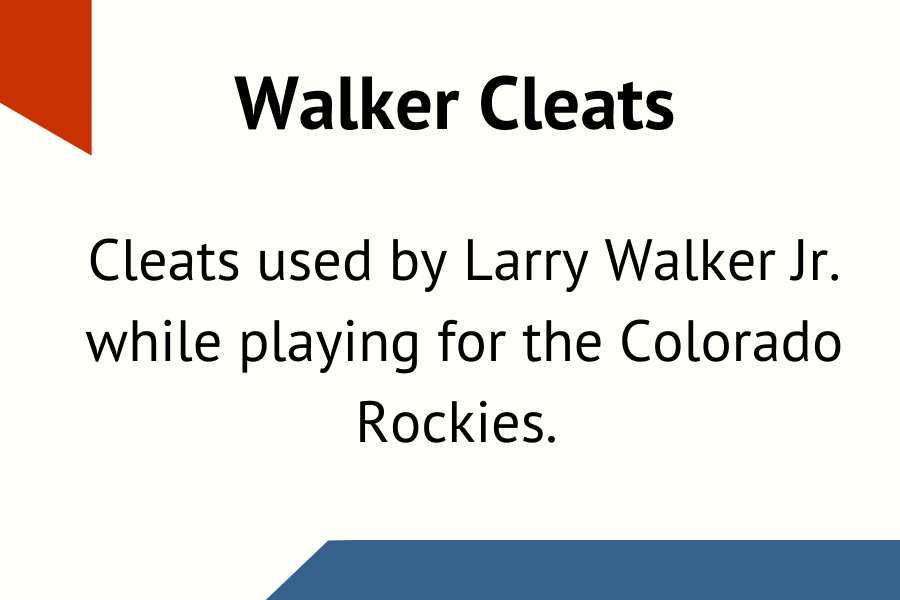 Walker Cleats
Cleats used by Larry Walker Jr.
while playing for the Colorado
Rockies.